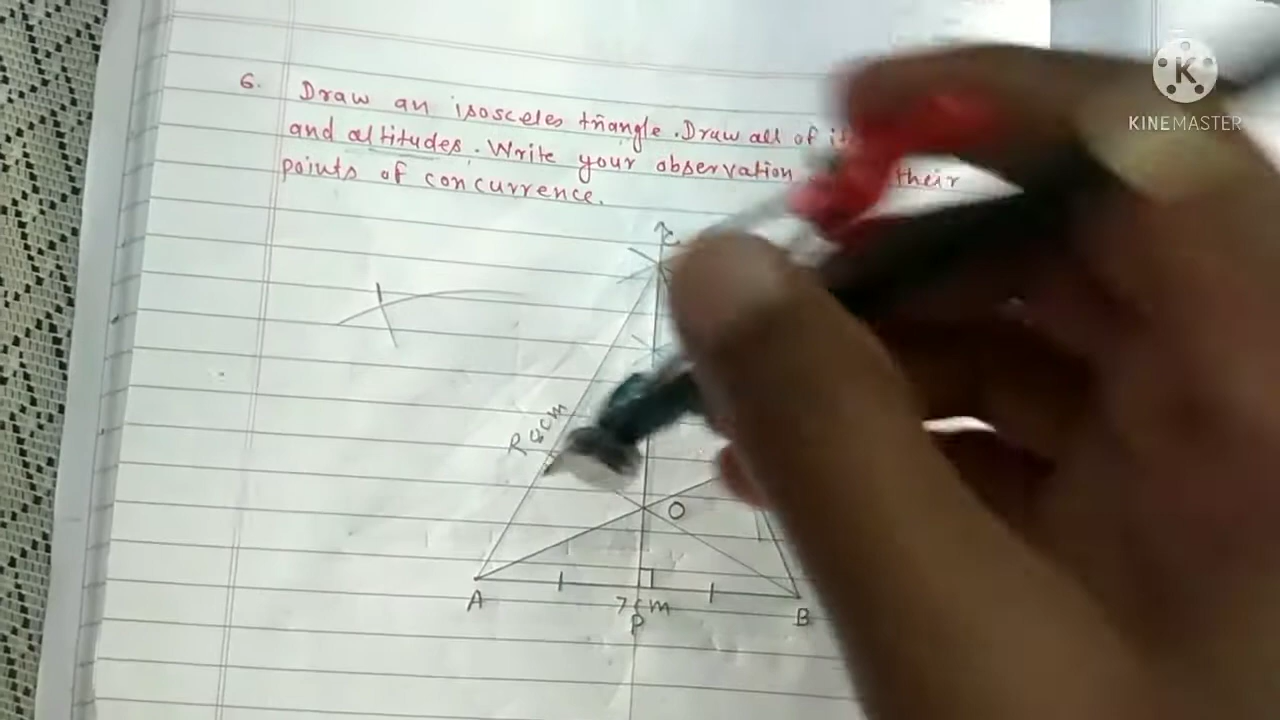 6. Draw an isosceles triangle. Draw all of
and altitudes. Write your observation their
points of concurrence.
K
KINEMASTER
C
R
O
A
7cm
P
B